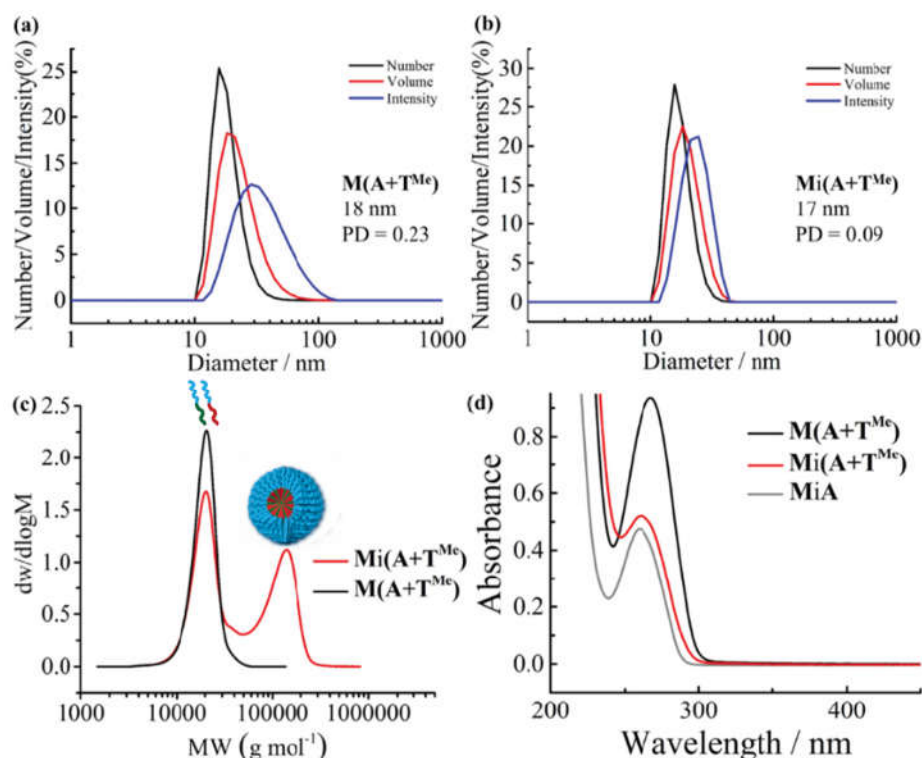 (a)
Number/Volume/Intensity(%)
25
20
15
10
5
0
Number
Volume
Intensity
M(A+T^Me)
18 nm
PD = 0.23
1
10
100
1000
Diameter / nm
(b)
Number/Volume/Intensity(%)
30
25
20
15
10
5
0
Number
Volume
Intensity
Mi(A+T^Me)
17 nm
PD = 0.09
1
10
100
1000
Diameter / nm
(c)
dw/dlogM
2.5
2.0
1.5
1.0
0.5
0.0
Mi(A+T^Me)
M(A+T^Me)
1000
10000
100000
1000000
MW (g mol⁻¹)
(d)
Absorbance
0.8
0.6
0.4
0.2
0.0
M(A+T^Me)
Mi(A+T^Me)
MiA
200
300
400
Wavelength / nm